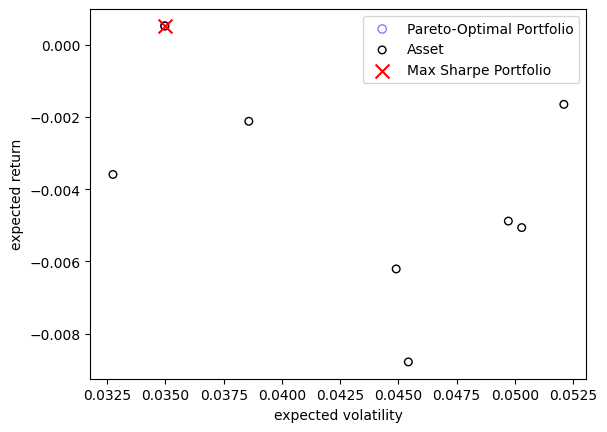 0.000
−0.002
−0.004
−0.006
−0.008
expected return
Pareto-Optimal Portfolio
Asset
Max Sharpe Portfolio
0.0325 0.0350 0.0375 0.0400 0.0425 0.0450 0.0475 0.0500 0.0525
expected volatility